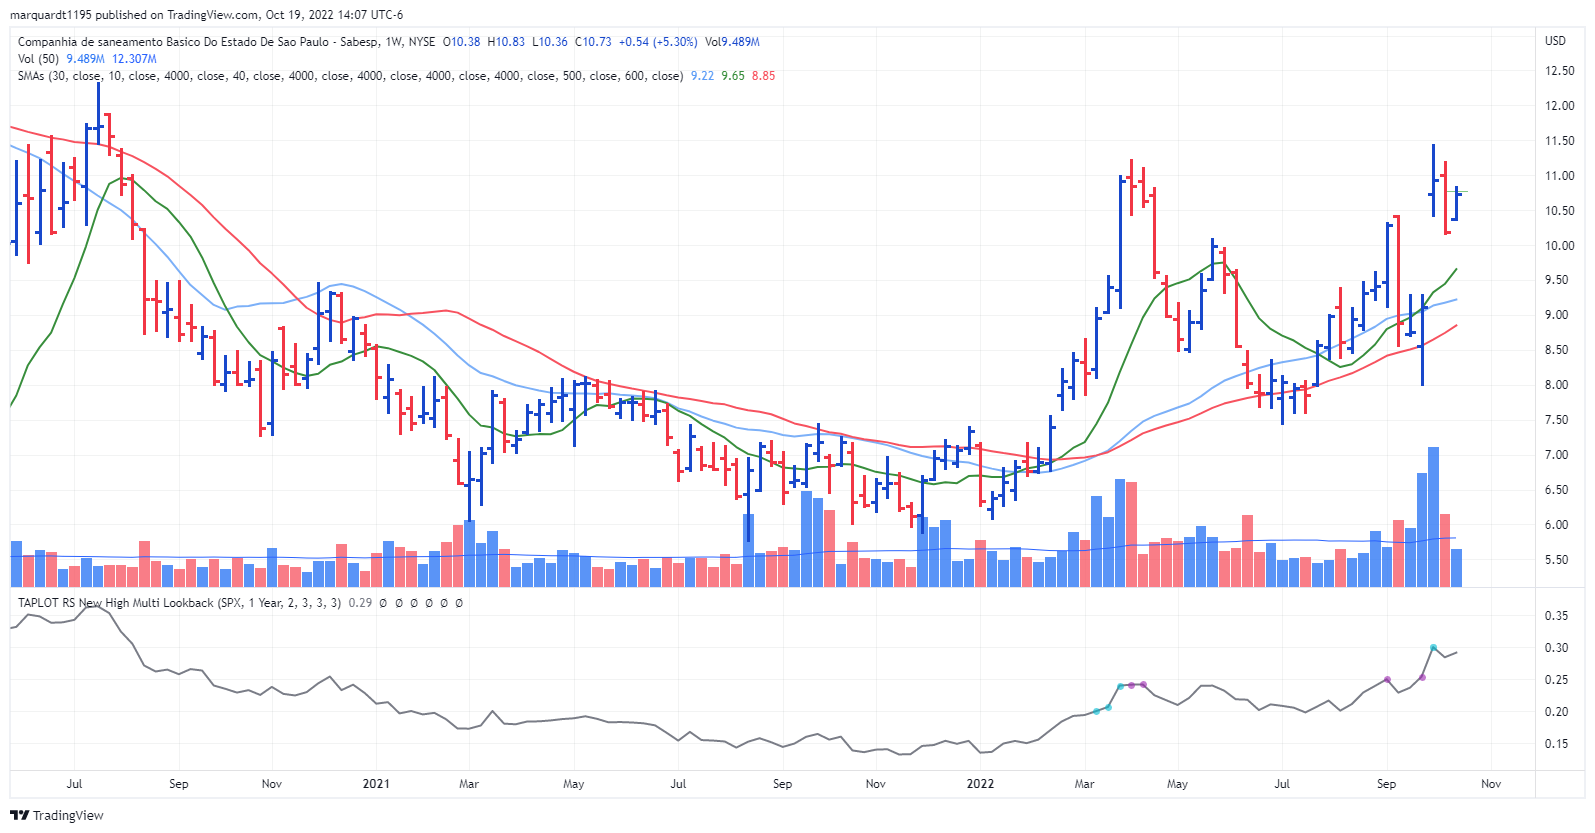 marquardt1195 published on TradingView.com, Oct 19, 2022 14:07 UTC-6
Companhia de saneamento Basico Do Estado De Sao Paulo - Sabesp, 1W, NYSE O10.38 H10.83 L10.36 C10.73 +0.54 (+5.30%) Vol9.489M
Vol (50) 9.489M 12.307M
SMAs (30, close, 10, close, 4000, close, 40, close, 4000, close, 4000, close, 4000, close, 4000, close, 500, close, 600, close) 9.22 9.65 8.85
USD
12.50
12.00
11.50
11.00
10.50
10.00
9.50
9.00
8.50
8.00
7.50
7.00
6.50
6.00
5.50
TAPLOT RS New High Multi Lookback (SPX, 1 Year, 2, 3, 3, 3) 0.29 Ø Ø Ø Ø Ø Ø
0.35
0.30
0.25
0.20
0.15
Jul Sep Nov 2021 Mar May Jul Sep Nov 2022 Mar May Jul Sep Nov
TradingView